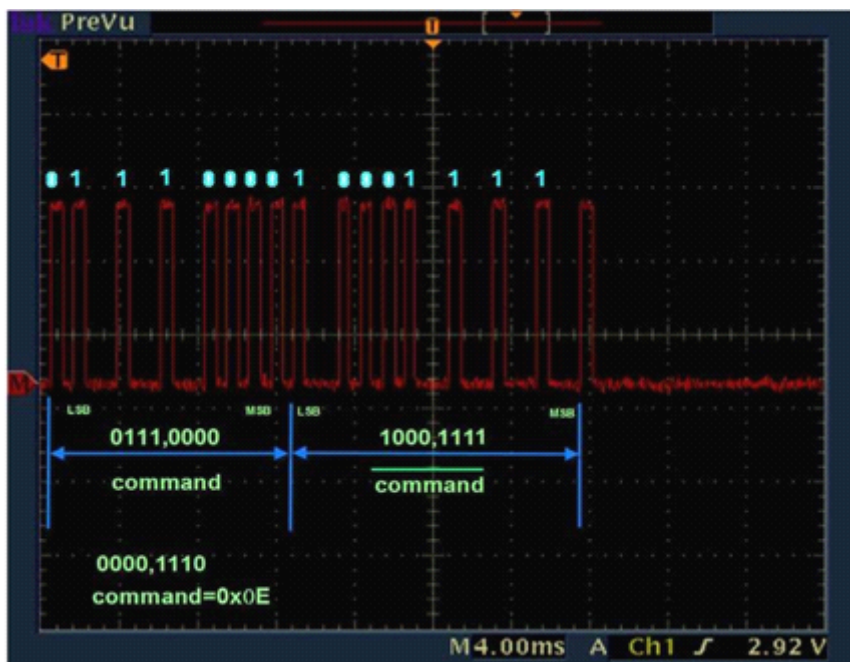 Tek PreVu
T
T
0 1 1 1 0 0 0 0 1 0 0 0 1 1 1 1
M
LSB MSB LSB MSB
0111,0000 1000,1111
command command
0000,1110
command=0x0E
M4.00ms A Ch1 ʃ 2.92 V